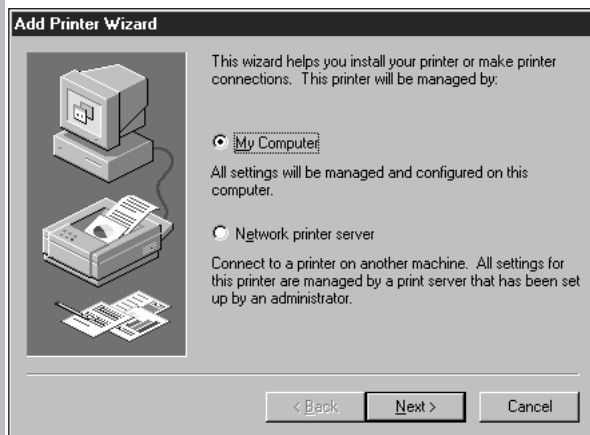 Add Printer Wizard
This wizard helps you install your printer or make printer
connections. This printer will be managed by:
My Computer
All settings will be managed and configured on this
computer.
Network printer server
Connect to a printer on another machine. All settings for
this printer are managed by a print server that has been set
up by an administrator.
< Back
Next >
Cancel